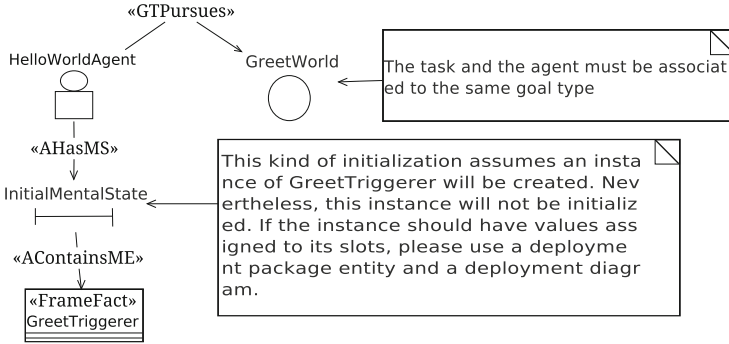 «GTPursues»
HelloWorldAgent
GreetWorld
The task and the agent must be associat
ed to the same goal type
«AHasMS»
InitialMentalState
This kind of initialization assumes an insta
nce of GreetTriggerer will be created. Nev
ertheless, this instance will not be initializ
ed. If the instance should have values ass
igned to its slots, please use a deployme
nt package entity and a deployment diagr
am.
«AContainsME»
«FrameFact»
GreetTriggerer